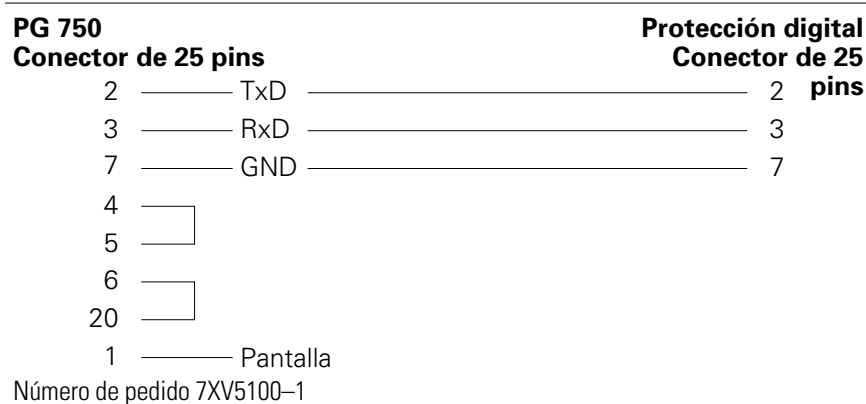 PG 750 Protección digital
Conector de 25 pins Conector de 25 pins
2 TxD 2
3 RxD 3
7 GND 7
4
5
6
20
1 Pantalla
Número de pedido 7XV5100–1